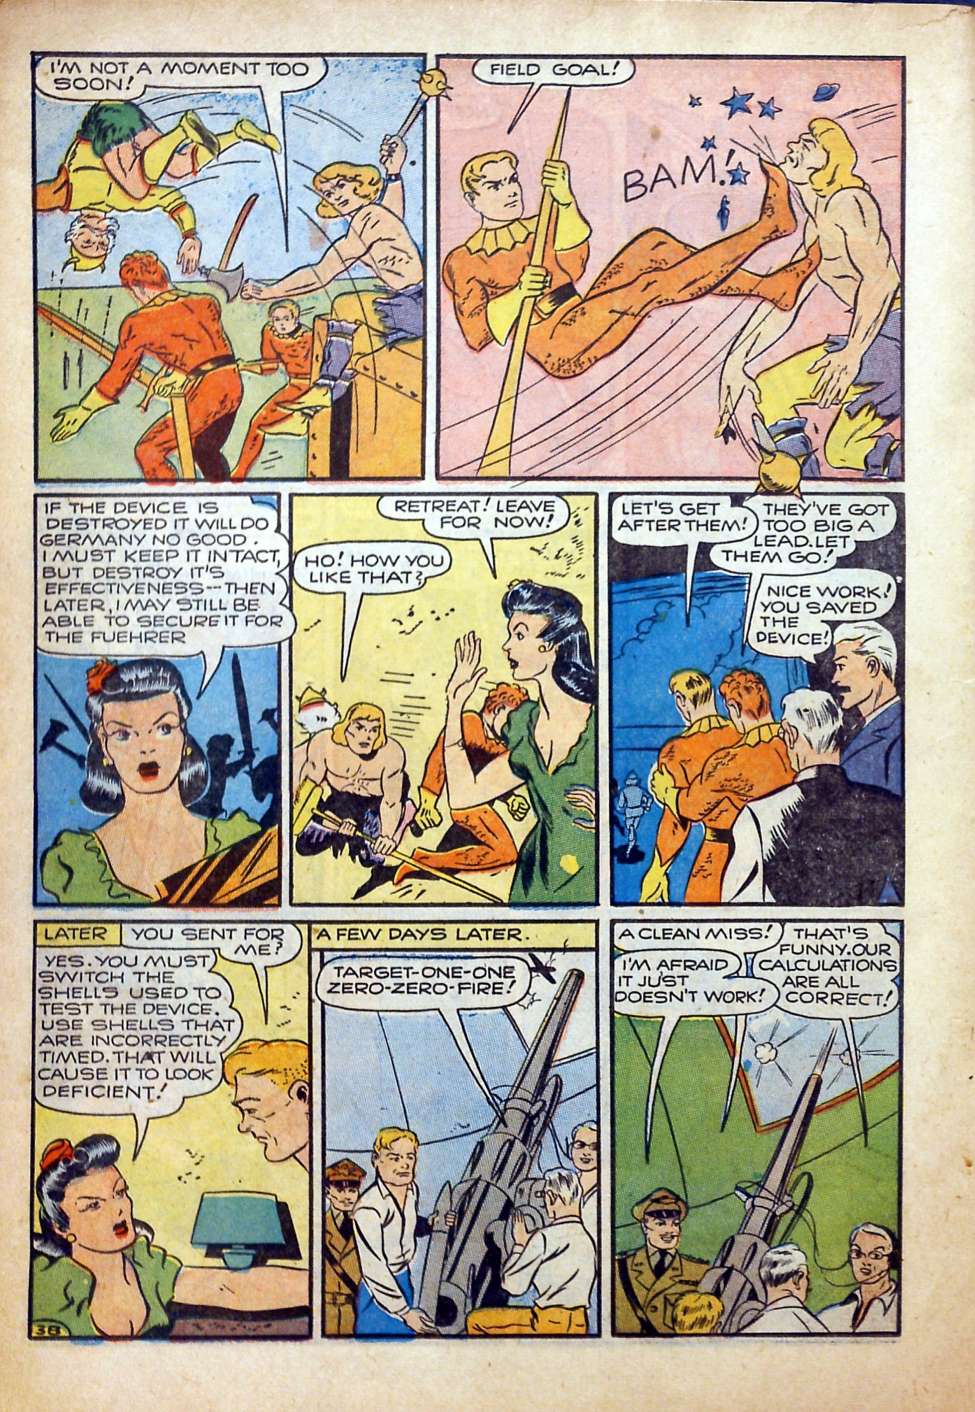 I'M NOT A MOMENT TOO
SOON!
FIELD GOAL!
BAM!
IF THE DEVICE IS
DESTROYED IT WILL DO
GERMANY NO GOOD.
I MUST KEEP IT INTACT,
BUT DESTROY IT'S
EFFECTIVENESS--THEN
LATER, I MAY STILL BE
ABLE TO SECURE IT FOR
THE FUEHRER
RETREAT! LEAVE
FOR NOW!
HO! HOW YOU
LIKE THAT?
LET'S GET
AFTER THEM!
THEY'VE GOT
TOO BIG A
LEAD. LET
THEM GO!
NICE WORK!
YOU SAVED
THE
DEVICE!
LATER
YOU SENT FOR
ME?
YES. YOU MUST
SWITCH THE
SHELLS USED TO
TEST THE DEVICE.
USE SHELLS THAT
ARE INCORRECTLY
TIMED. THAT WILL
CAUSE IT TO LOOK
DEFICIENT!
38
A FEW DAYS LATER.
TARGET-ONE-ONE
ZERO-ZERO-FIRE!
A CLEAN MISS!
I'M AFRAID
IT JUST
DOESN'T WORK!
THAT'S
FUNNY. OUR
CALCULATIONS
ARE ALL
CORRECT!